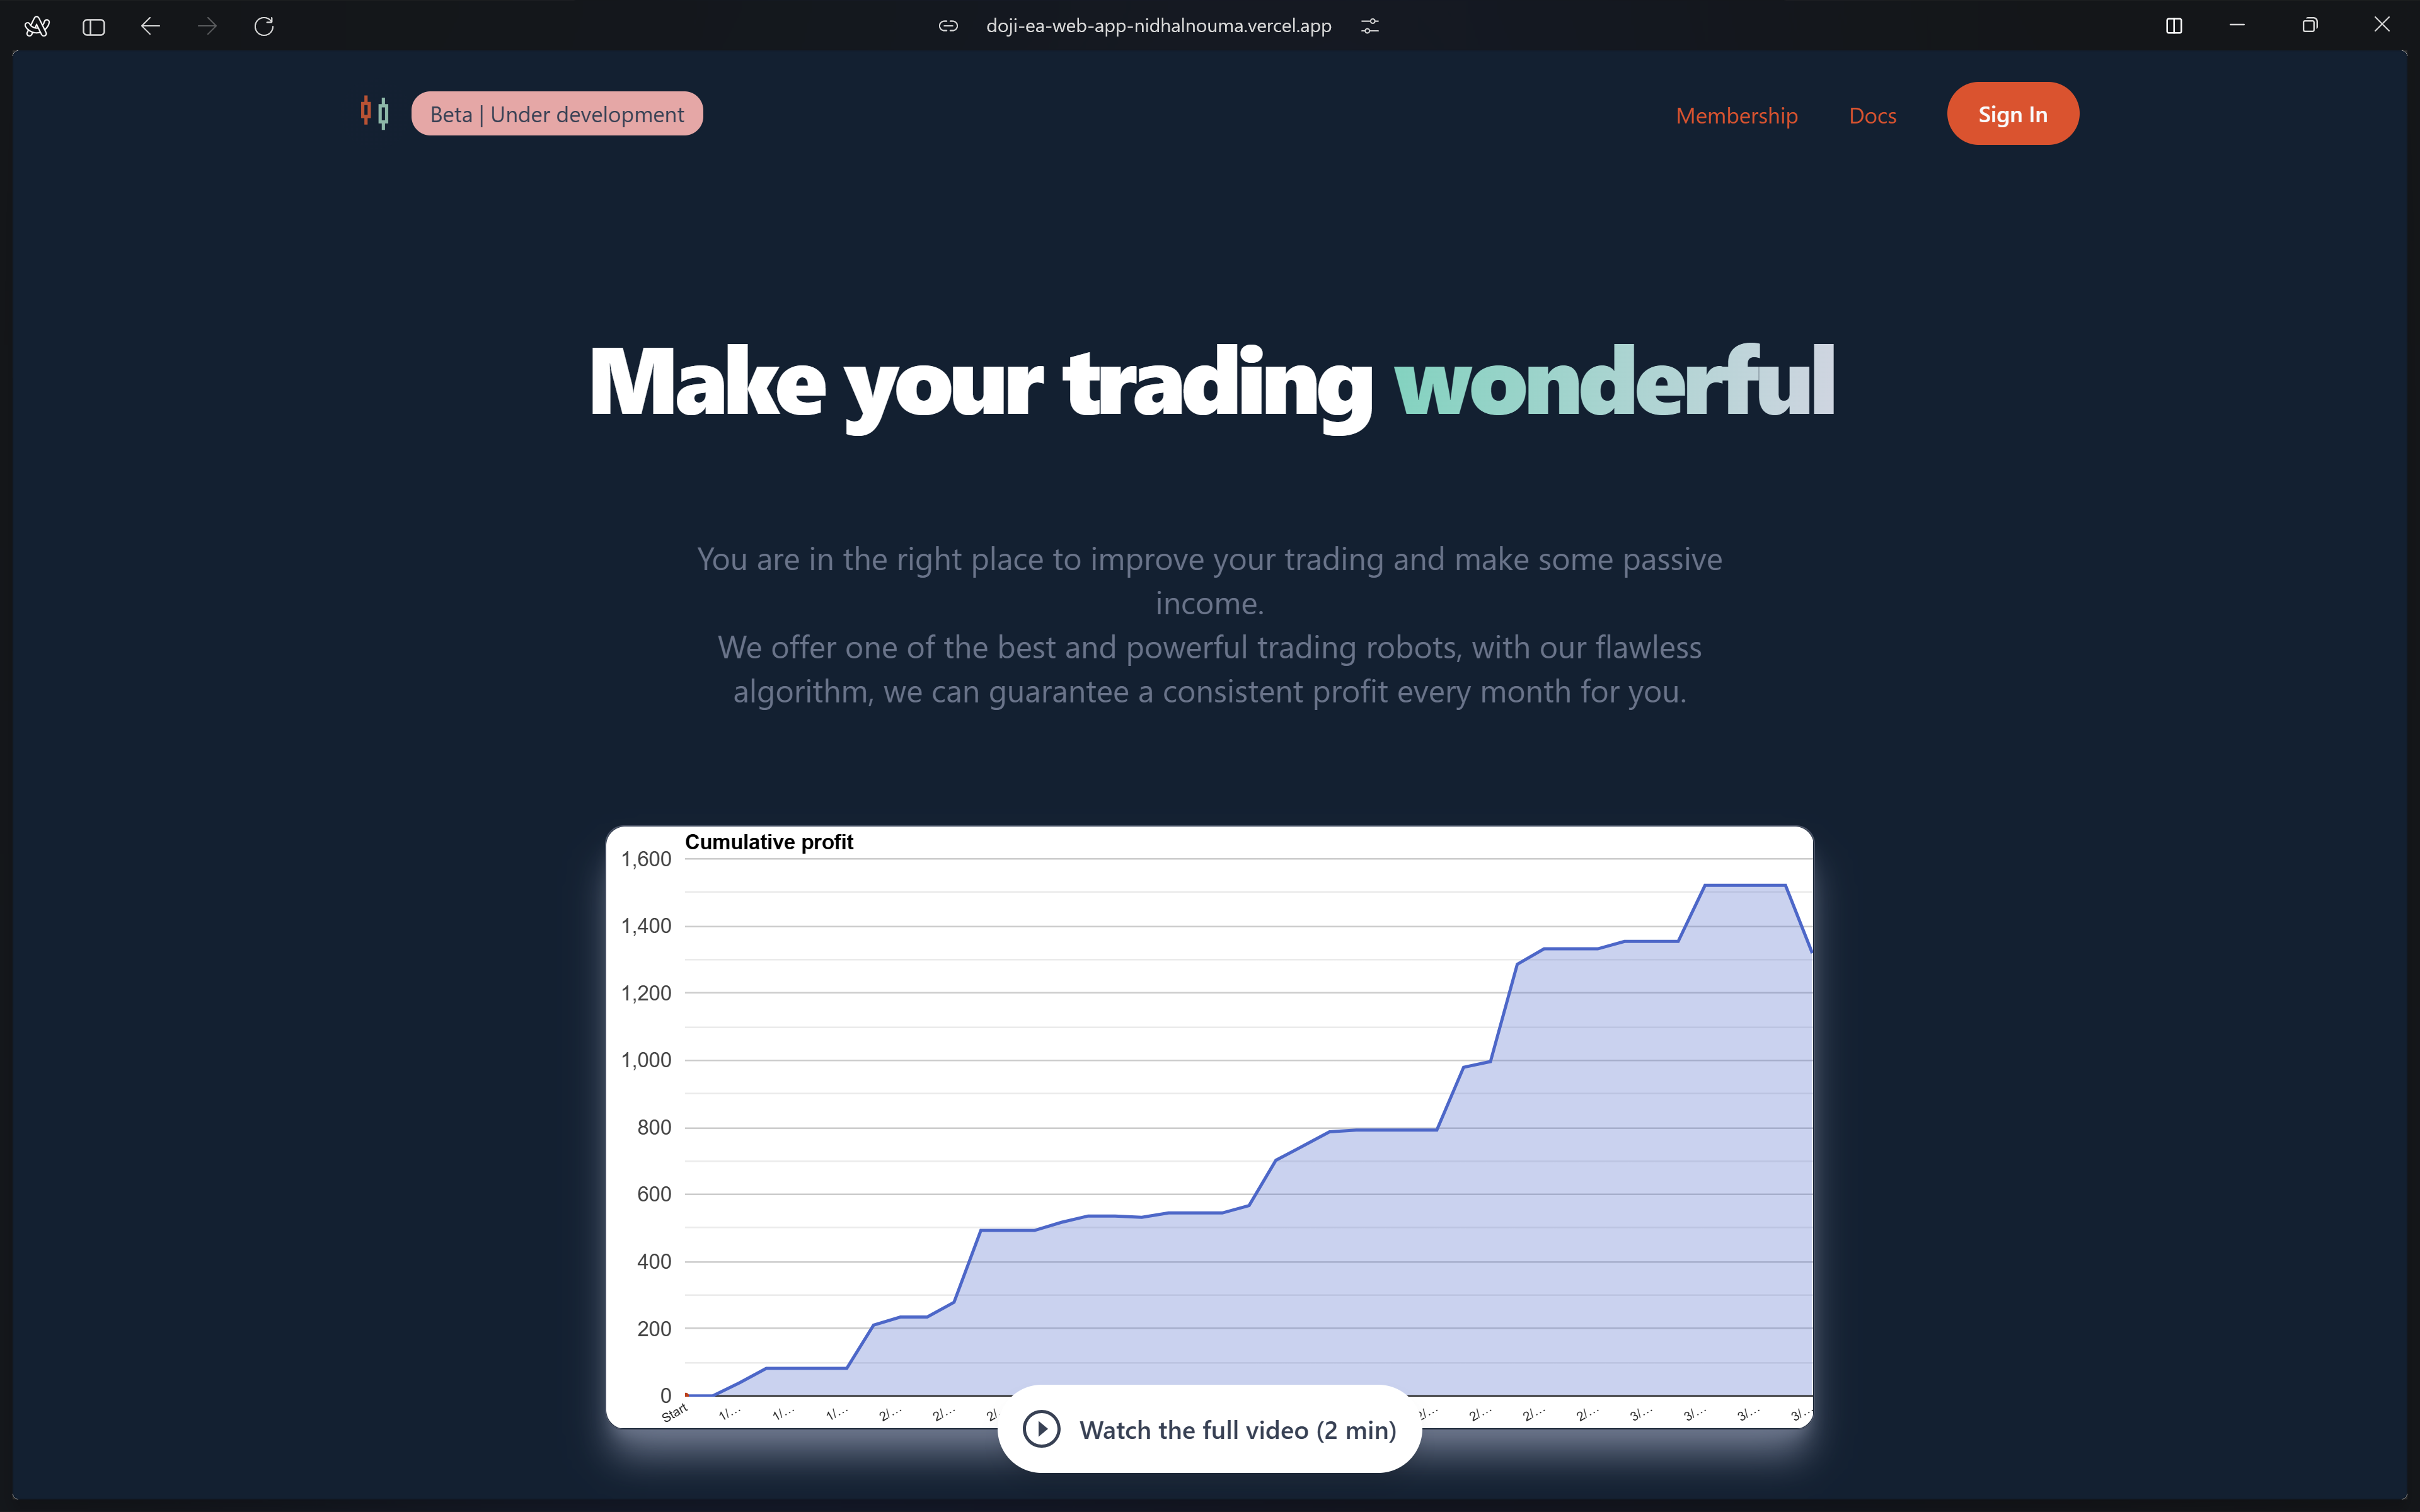 doji-ea-web-app-nidhalnouma.vercel.app
Beta | Under development
Membership
Docs
Sign In
Make your trading wonderful
You are in the right place to improve your trading and make some passive
income.
We offer one of the best and powerful trading robots, with our flawless
algorithm, we can guarantee a consistent profit every month for you.
Cumulative profit
1,600
1,400
1,200
1,000
800
600
400
200
0
Start
1/...
1/...
1/...
2/...
2/...
2/
2/...
2/...
2/...
2/...
3/...
3/...
3/...
3/...
Watch the full video (2 min)